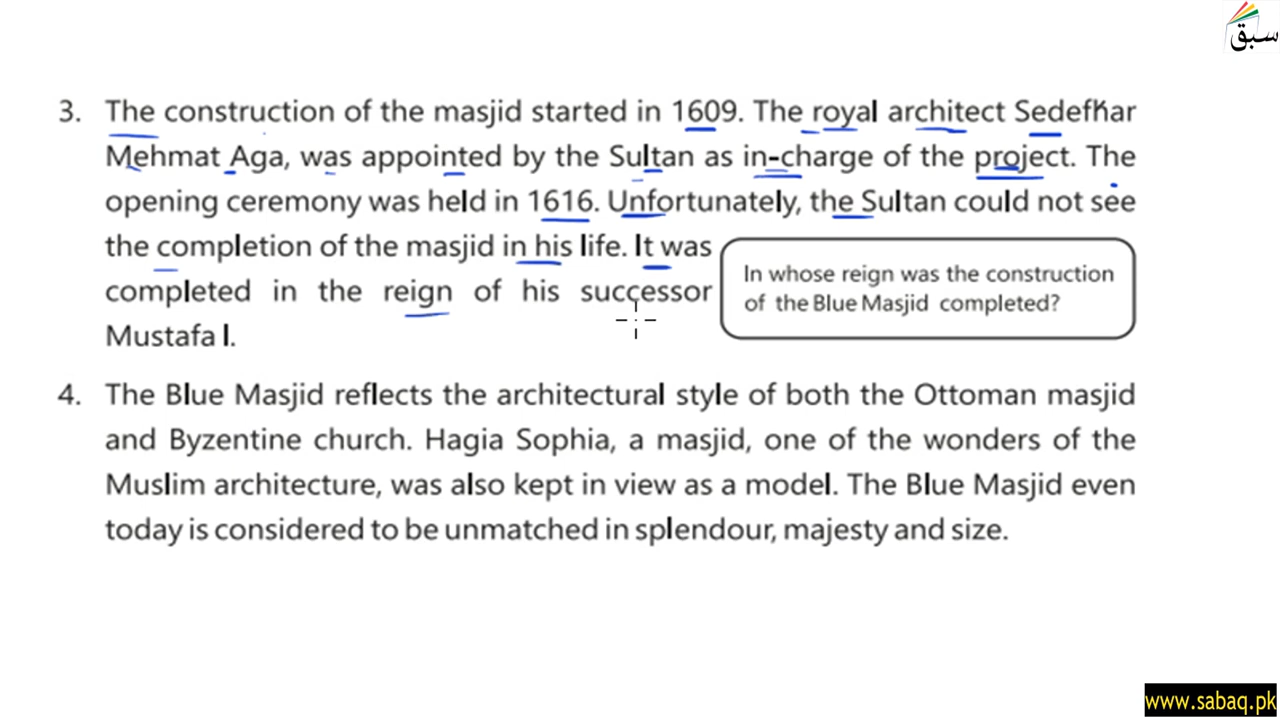 سبق
3. The construction of the masjid started in 1609. The royal architect Sedefkar
Mehmat Aga, was appointed by the Sultan as in-charge of the project. The
opening ceremony was held in 1616. Unfortunately, the Sultan could not see
the completion of the masjid in his life. It was
completed in the reign of his successor
Mustafa I.
In whose reign was the construction
of the Blue Masjid completed?
4. The Blue Masjid reflects the architectural style of both the Ottoman masjid
and Byzentine church. Hagia Sophia, a masjid, one of the wonders of the
Muslim architecture, was also kept in view as a model. The Blue Masjid even
today is considered to be unmatched in splendour, majesty and size.
www.sabaq.pk